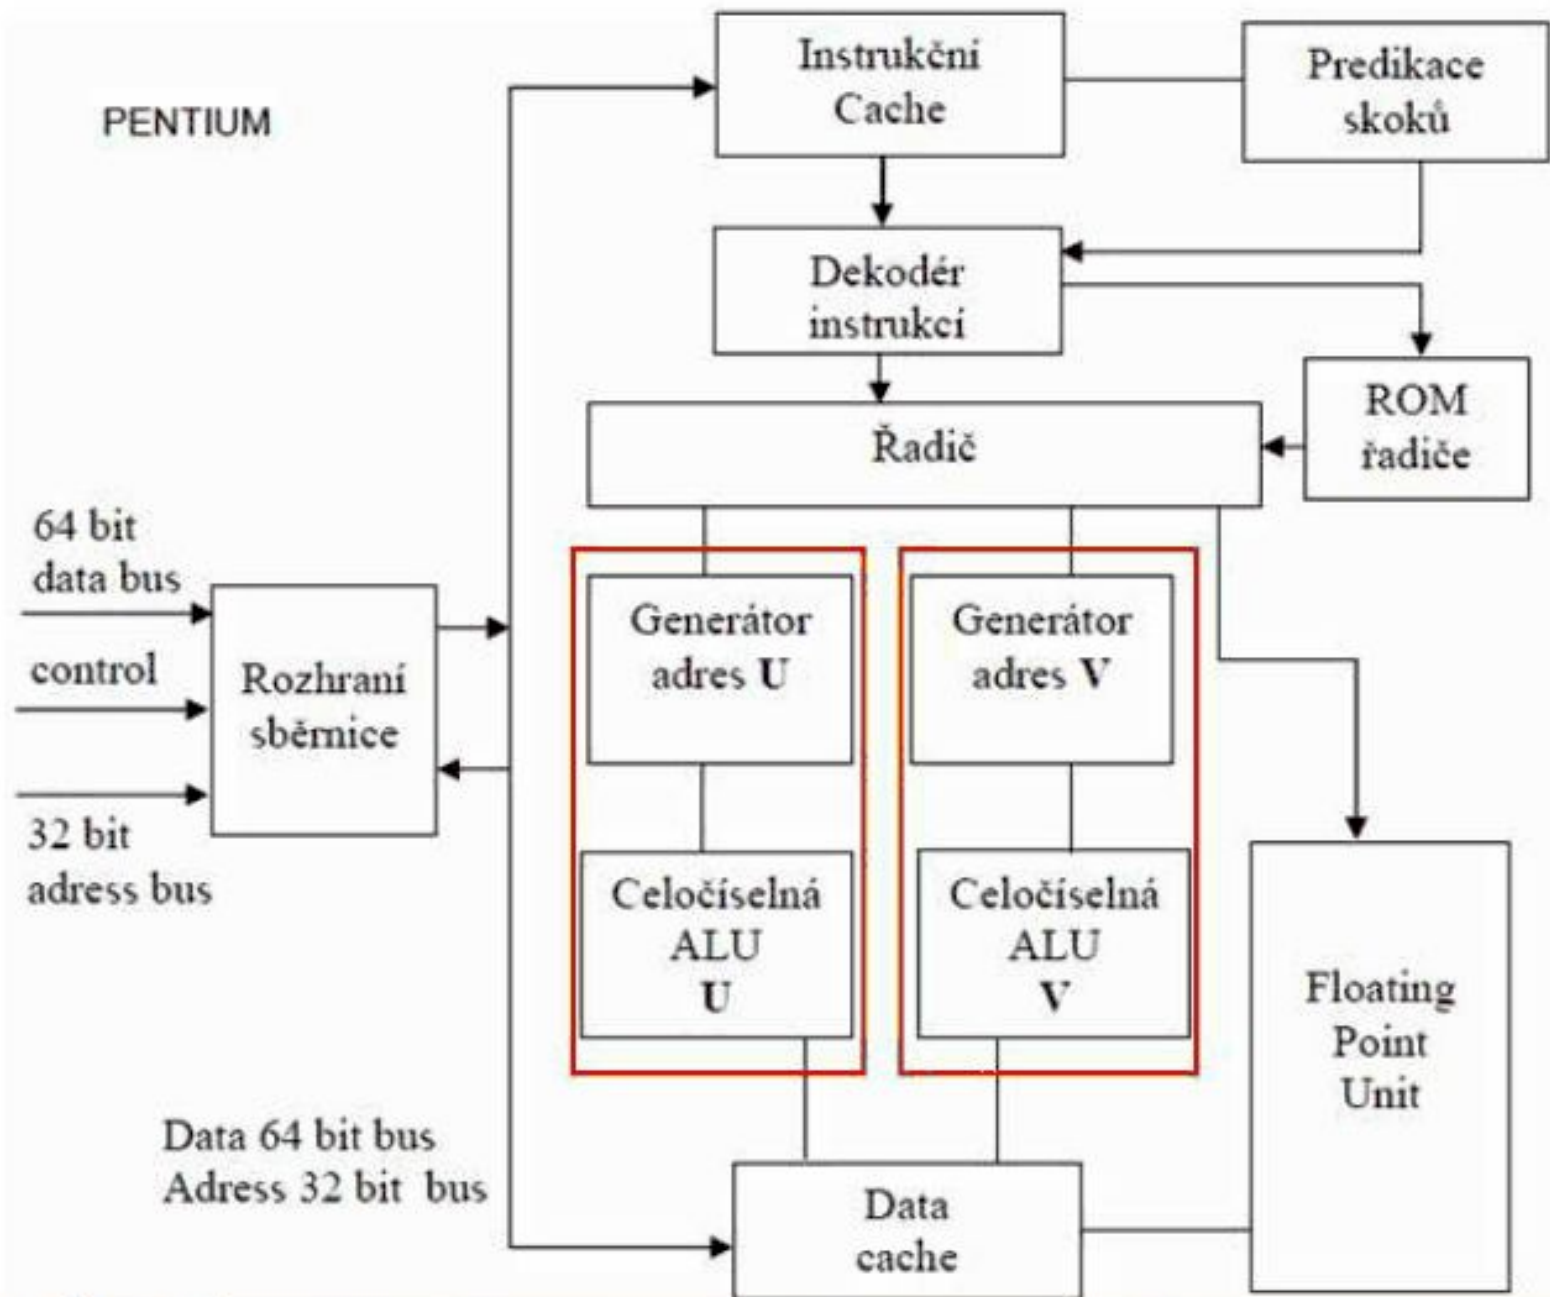 PENTIUM
Instrukční
Cache
Predikace
skoků
Dekodér
instrukcí
ROM
řadiče
Řadič
64 bit
data bus
control
32 bit
adress bus
Rozhraní
sběrnice
Generátor
adres U
Generátor
adres V
Celočíselná
ALU
U
Celočíselná
ALU
V
Floating
Point
Unit
Data 64 bit bus
Adress 32 bit bus
Data
cache